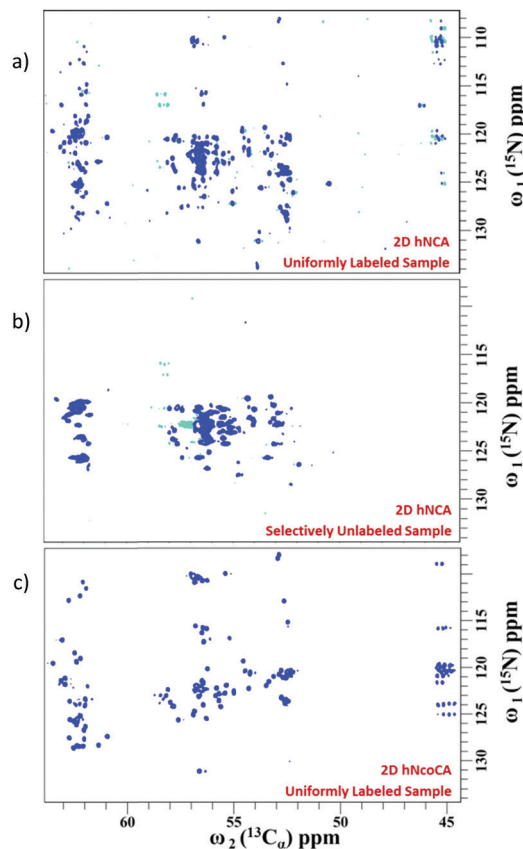 a)
110
115
120
125
130
ω₁ (¹⁵N) ppm
2D hNCA
Uniformly Labeled Sample
b)
115
120
125
130
ω₁ (¹⁵N) ppm
2D hNCA
Selectively Unlabeled Sample
c)
110
115
120
125
130
ω₁ (¹⁵N) ppm
2D hNcoCA
Uniformly Labeled Sample
60
55
50
45
ω₂ (¹³Cα) ppm